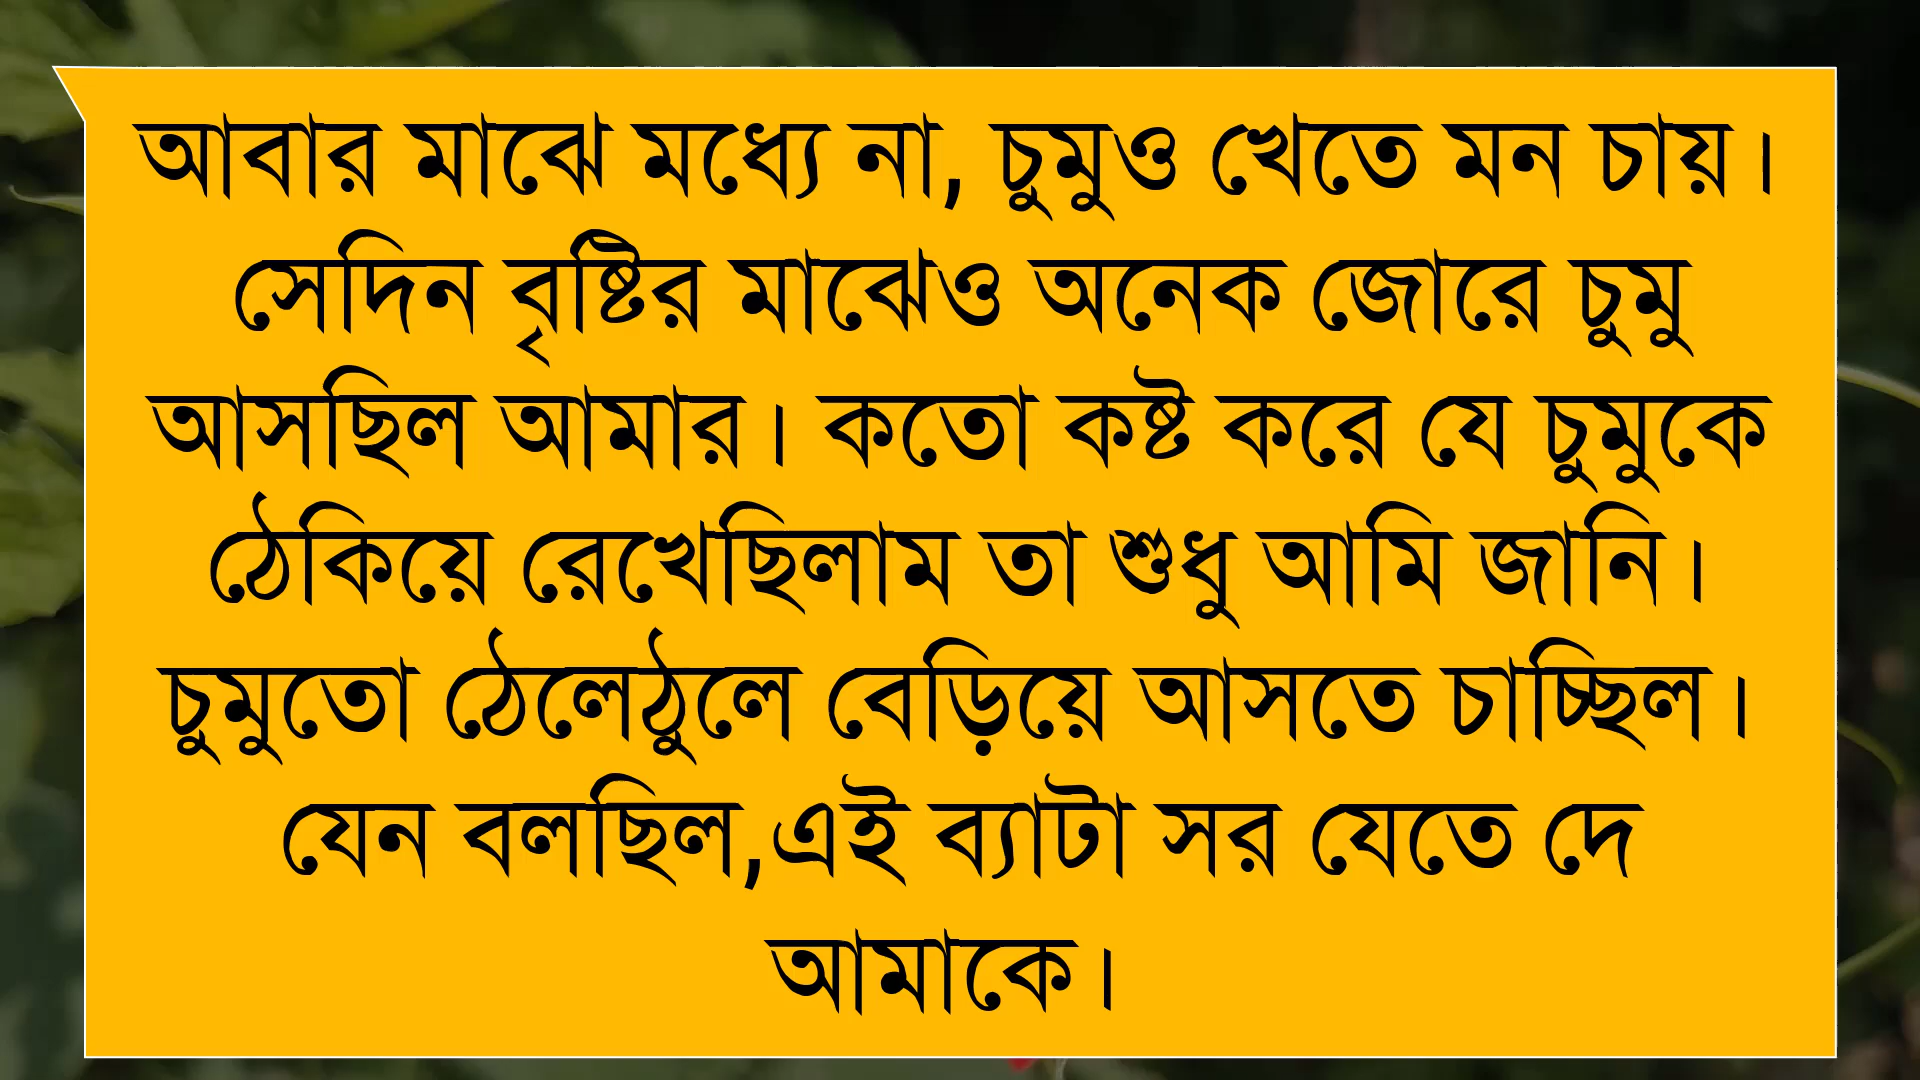 আবার মাঝে মধ্যে না, চুমুও খেতে মন চায়।
সেদিন বৃষ্টির মাঝেও অনেক জোরে চুমু
আসছিল আমার। কতো কষ্ট করে যে চুমুকে
ঠেকিয়ে রেখেছিলাম তা শুধু আমি জানি।
চুমুতো ঠেলেঠুলে বেড়িয়ে আসতে চাচ্ছিল।
যেন বলছিল,এই ব্যাটা সর যেতে দে
আমাকে।